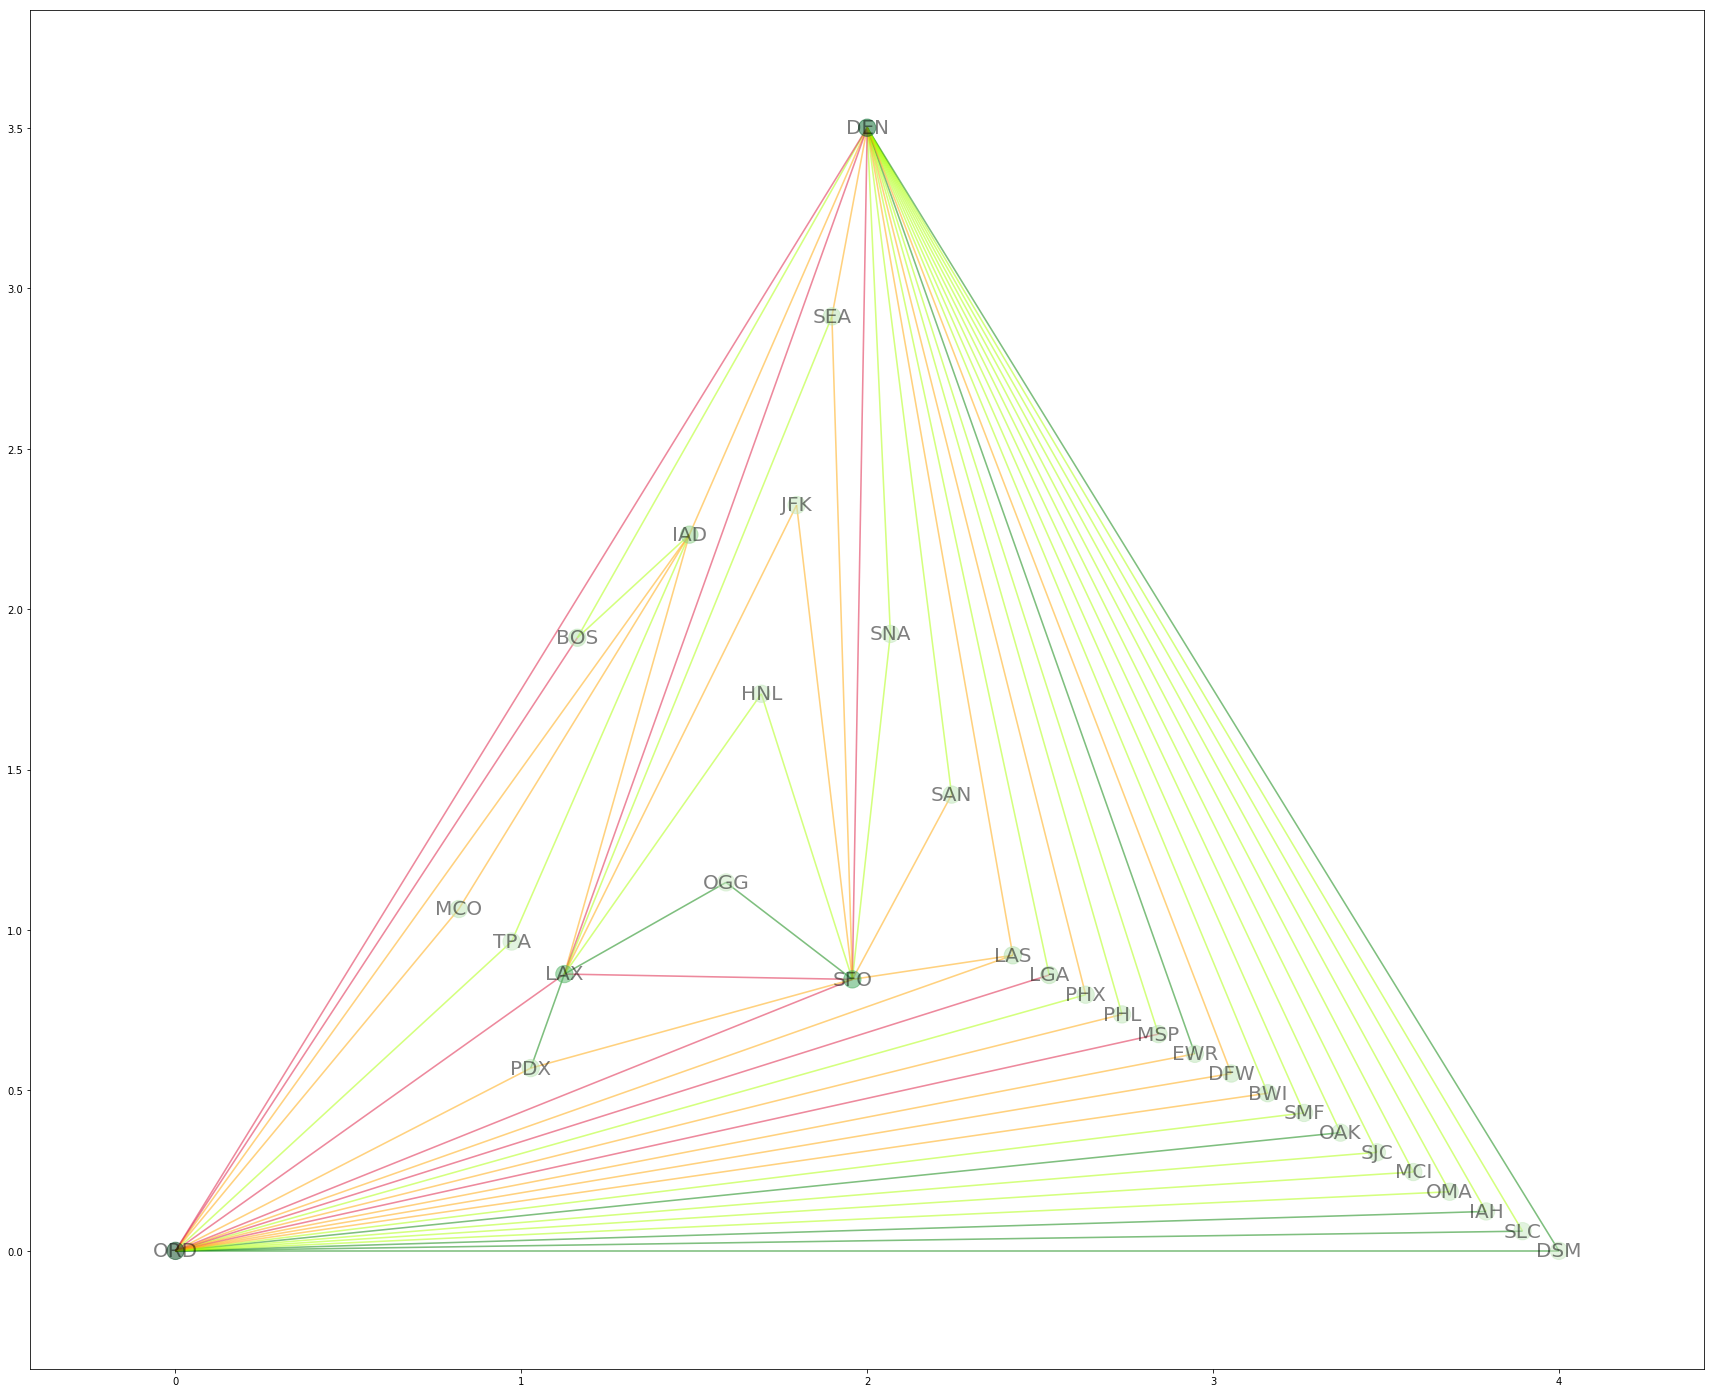 DEN
3.5
3.0
SEA
2.5
JFK
IAD
2.0
BOS
SNA
HNL
1.5
SAN
OGG
MCO
1.0
TPA
LAS
LAX
SFO
LGA
PHX
PHL
MSP
EWR
PDX
DFW
0.5
BWI
SMF
OAK
SJC
MCI
OMA
IAH
SLC
0.0
ORD
DSM
0 1 2 3 4